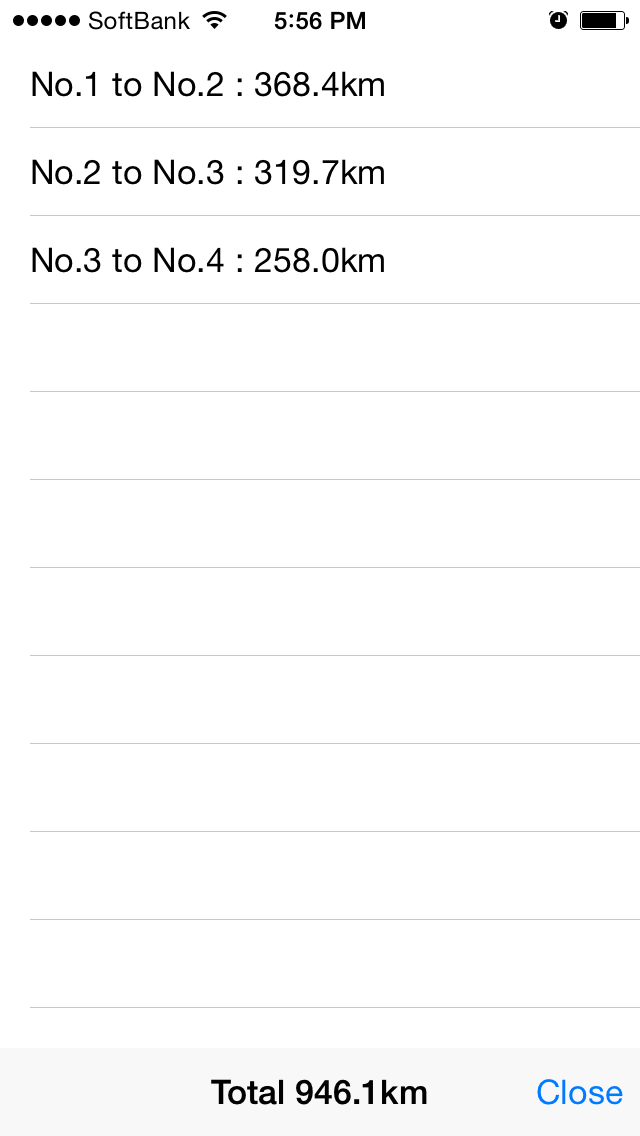 SoftBank 5:56 PM
No.1 to No.2 : 368.4km
No.2 to No.3 : 319.7km
No.3 to No.4 : 258.0km
Total 946.1km Close